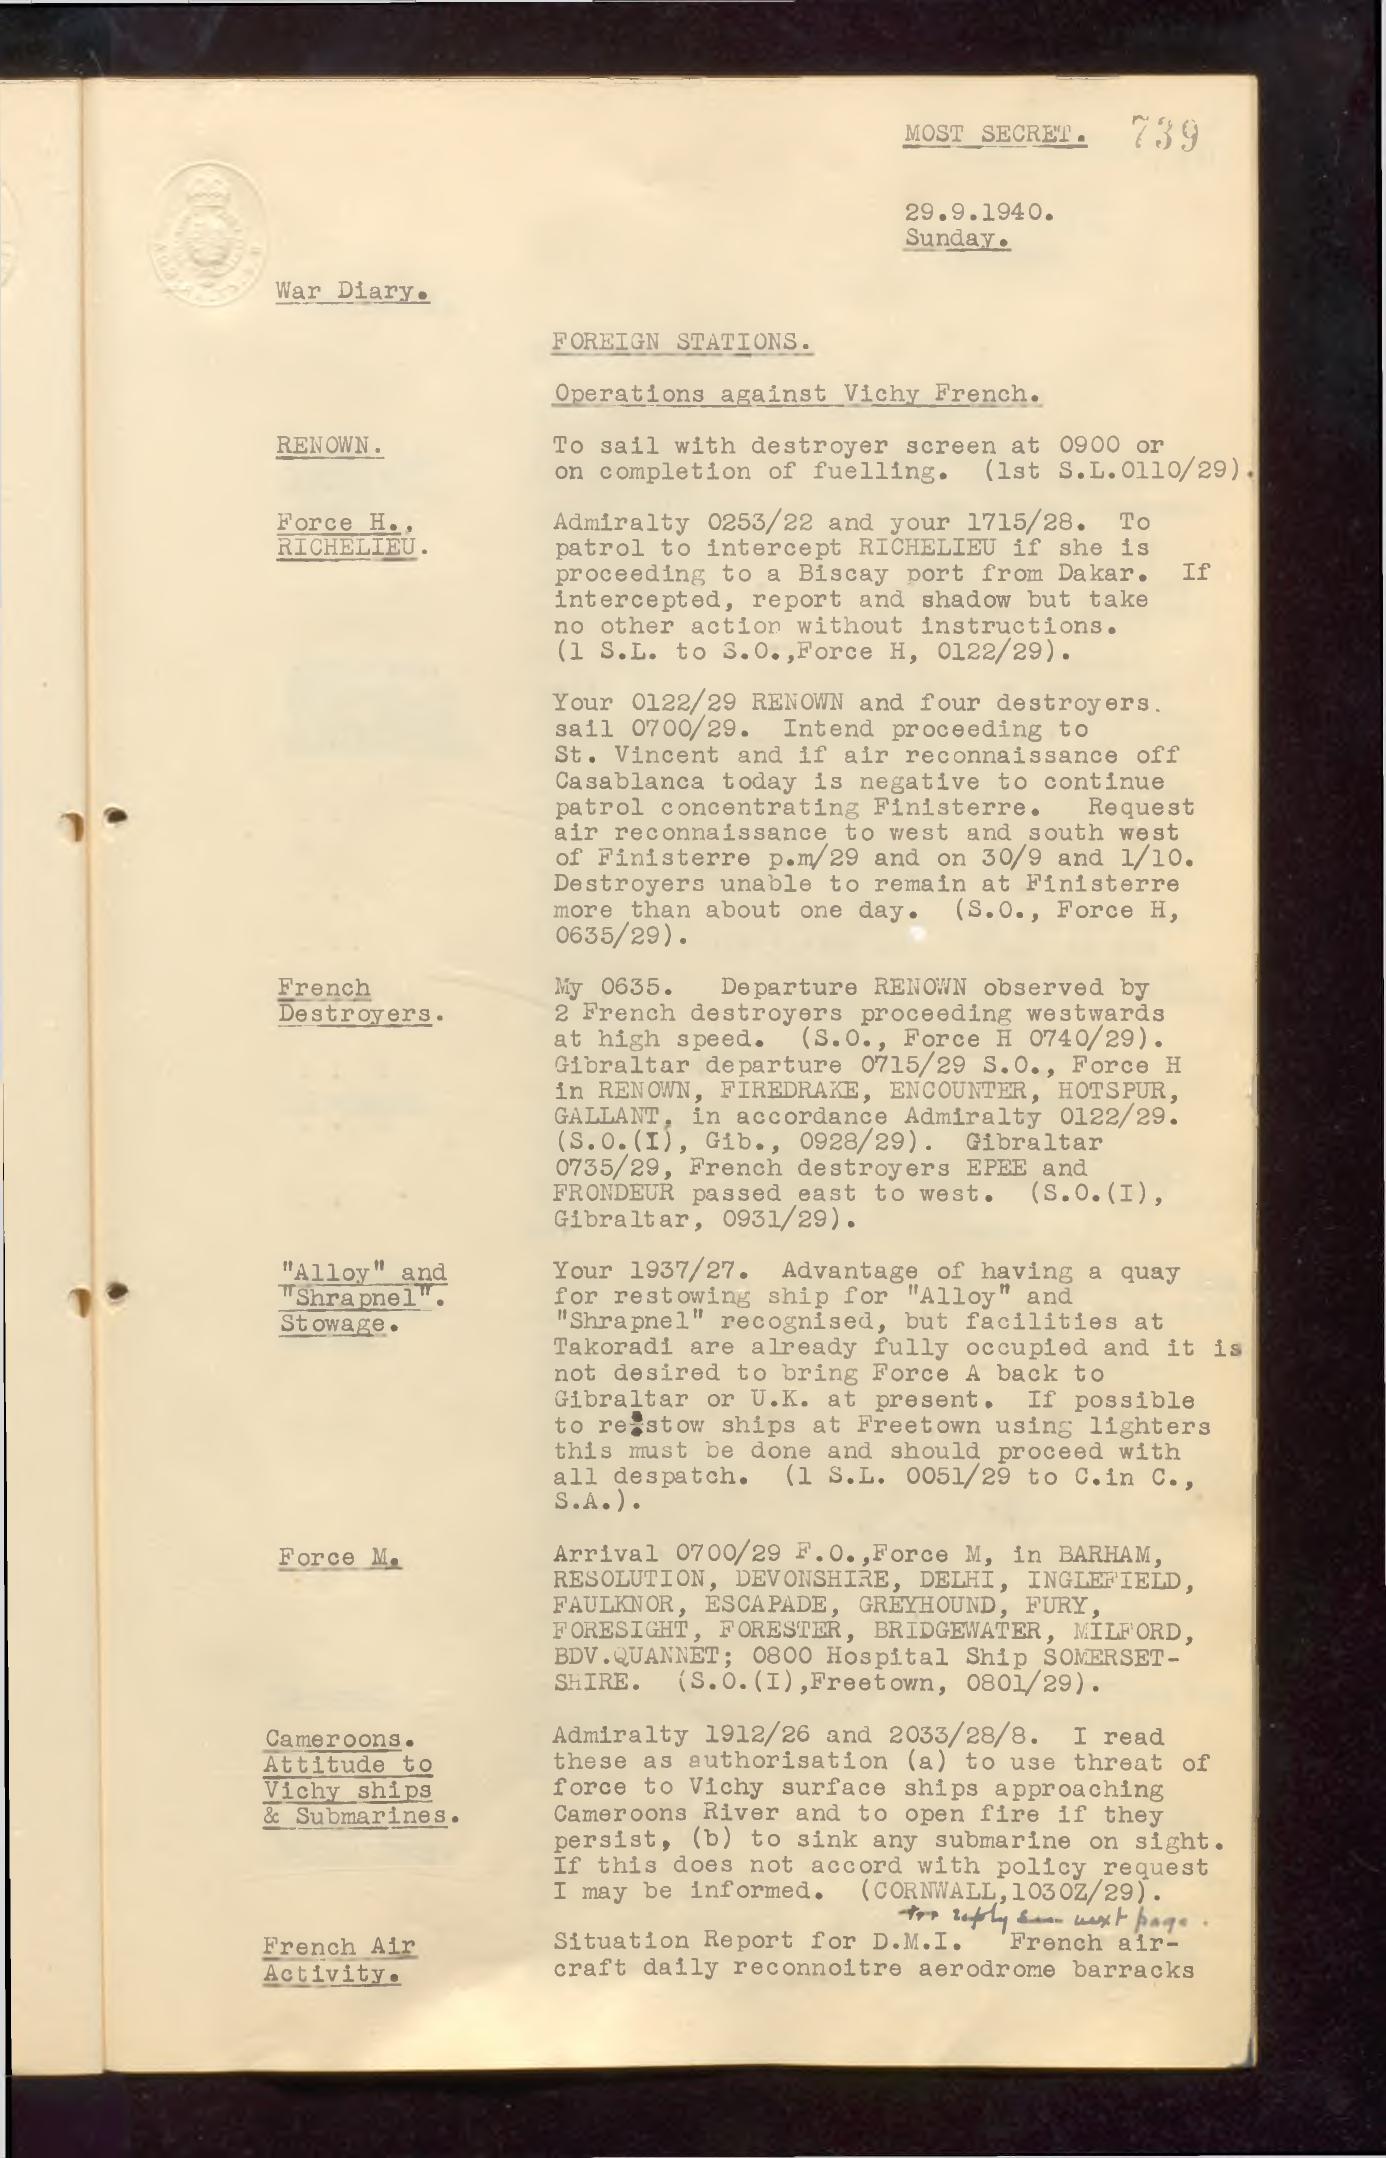 MOST SECRET. 739
29.9.1940.
Sunday.
War Diary.
FOREIGN STATIONS.
Operations against Vichy French.
RENOWN.
To sail with destroyer screen at 0900 or
on completion of fuelling. (1st S.L.0110/29).
Force H.,
RICHELIEU.
Admiralty 0253/22 and your 1715/28. To
patrol to intercept RICHELIEU if she is
proceeding to a Biscay port from Dakar. If
intercepted, report and shadow but take
no other action without instructions.
(1 S.L. to S.O.,Force H, 0122/29).
Your 0122/29 RENOWN and four destroyers.
sail 0700/29. Intend proceeding to
St. Vincent and if air reconnaissance off
Casablanca today is negative to continue
patrol concentrating Finisterre. Request
air reconnaissance to west and south west
of Finisterre p.m/29 and on 30/9 and 1/10.
Destroyers unable to remain at Finisterre
more than about one day. (S.O., Force H,
0635/29).
French
Destroyers.
My 0635. Departure RENOWN observed by
2 French destroyers proceeding westwards
at high speed. (S.O., Force H 0740/29).
Gibraltar departure 0715/29 S.O., Force H
in RENOWN, FIREDRAKE, ENCOUNTER, HOTSPUR,
GALLANT, in accordance Admiralty 0122/29.
(S.O.(I), Gib., 0928/29). Gibraltar
0735/29, French destroyers EPEE and
FRONDEUR passed east to west. (S.O.(I),
Gibraltar, 0931/29).
"Alloy" and
"Shrapnel".
Stowage.
Your 1937/27. Advantage of having a quay
for restowing ship for "Alloy" and
"Shrapnel" recognised, but facilities at
Takoradi are already fully occupied and it is
not desired to bring Force A back to
Gibraltar or U.K. at present. If possible
to re-stow ships at Freetown using lighters
this must be done and should proceed with
all despatch. (1 S.L. 0051/29 to C.in C.,
S.A.).
Force M.
Arrival 0700/29 F.O.,Force M, in BARHAM,
RESOLUTION, DEVONSHIRE, DELHI, INGLEFIELD,
FAULKNOR, ESCAPADE, GREYHOUND, FURY,
FORESIGHT, FORESTER, BRIDGEWATER, MILFORD,
BDV.QUANNET; 0800 Hospital Ship SOMERSET-
SHIRE. (S.O.(I),Freetown, 0801/29).
Cameroons.
Attitude to
Vichy ships
& Submarines.
Admiralty 1912/26 and 2033/28/8. I read
these as authorisation (a) to use threat of
force to Vichy surface ships approaching
Cameroons River and to open fire if they
persist, (b) to sink any submarine on sight.
If this does not accord with policy request
I may be informed. (CORNWALL,1030Z/29).
For reply see next page.
French Air
Activity.
Situation Report for D.M.I. French air-
craft daily reconnoitre aerodrome barracks